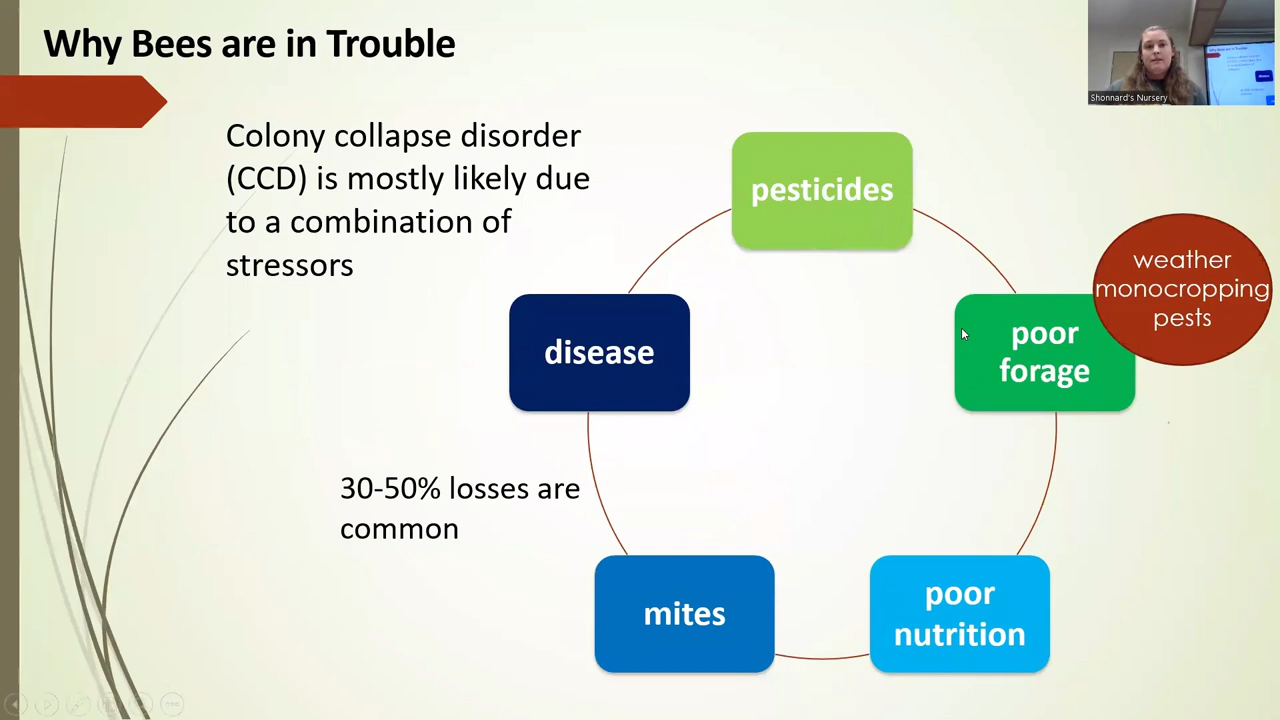 Why Bees are in Trouble
Shonnard's Nursery
Colony collapse disorder
(CCD) is mostly likely due
to a combination of
stressors
pesticides
weather
monocropping
pests
poor
forage
disease
30-50% losses are
common
mites
poor
nutrition